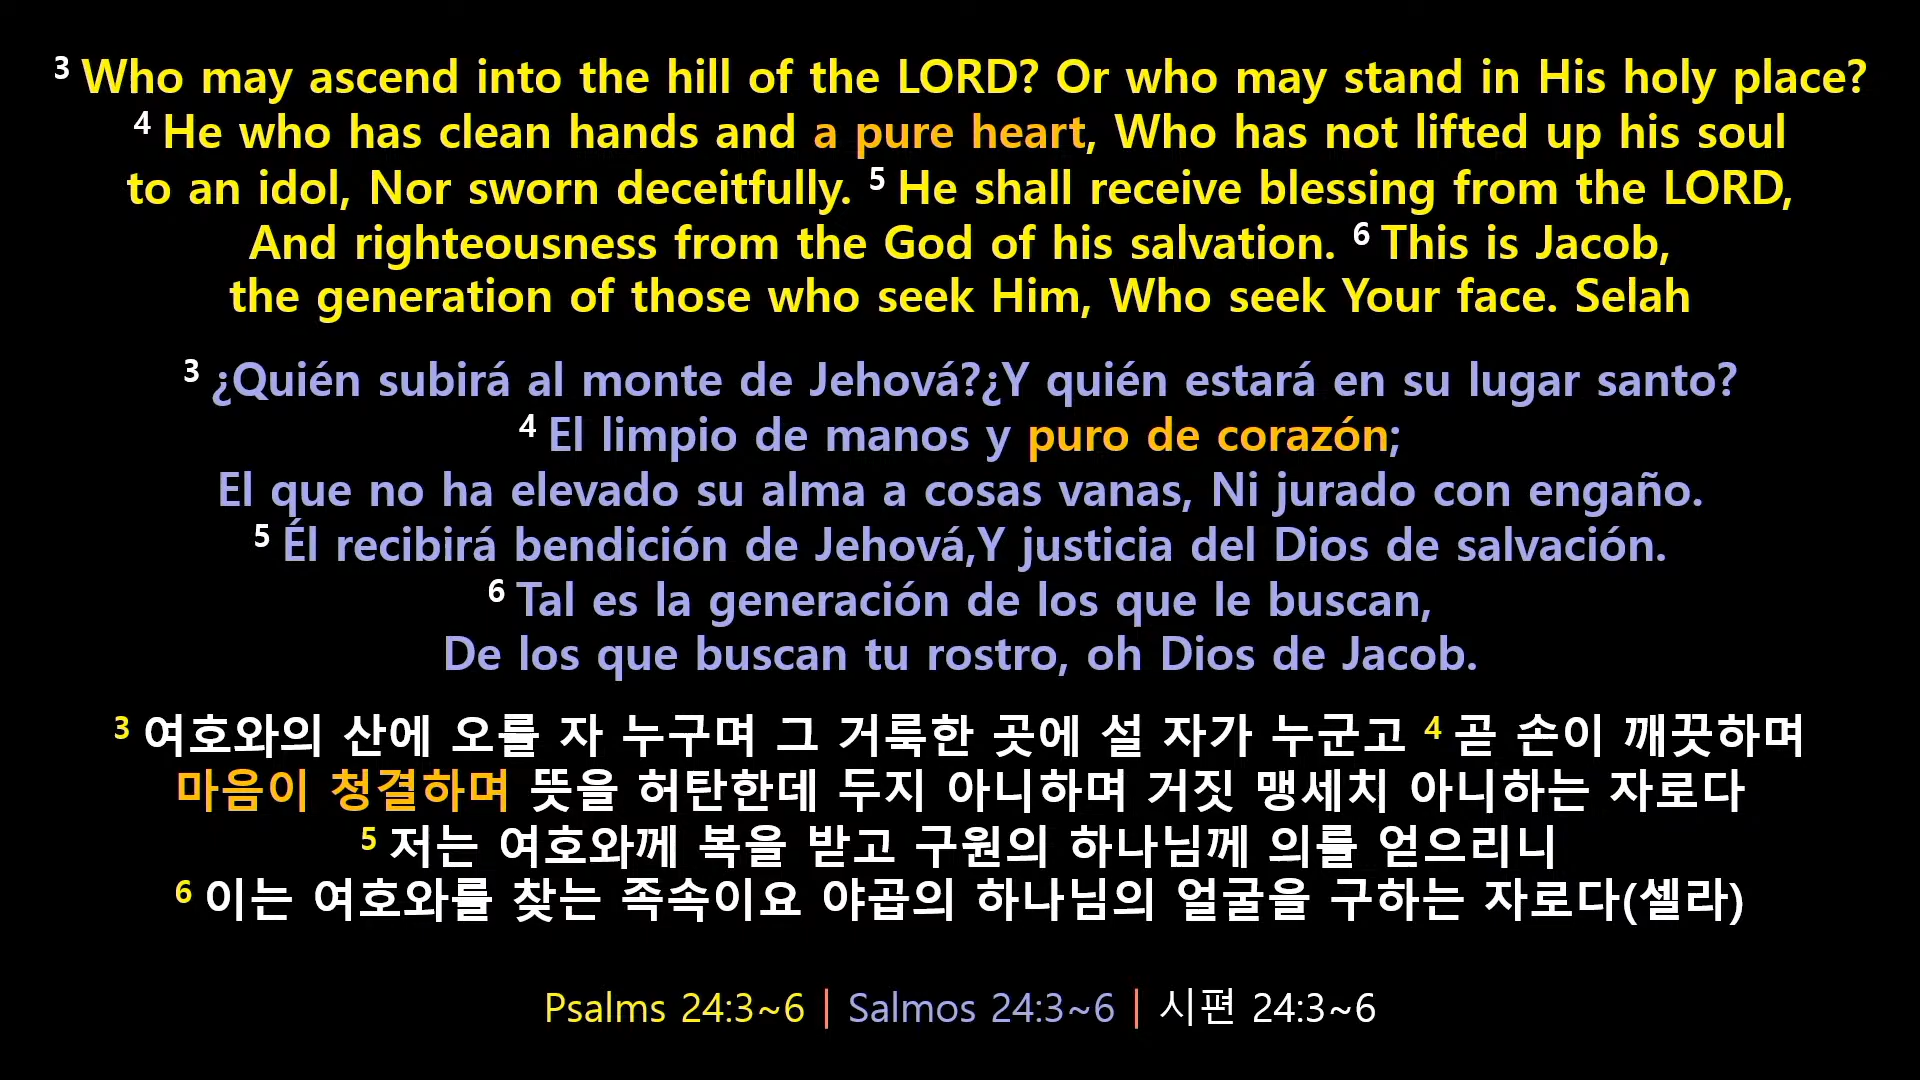 3 Who may ascend into the hill of the LORD? Or who may stand in His holy place?
4 He who has clean hands and a pure heart, Who has not lifted up his soul
to an idol, Nor sworn deceitfully. 5 He shall receive blessing from the LORD,
And righteousness from the God of his salvation. 6 This is Jacob,
the generation of those who seek Him, Who seek Your face. Selah
3 ¿Quién subirá al monte de Jehová?¿Y quién estará en su lugar santo?
4 El limpio de manos y puro de corazón;
El que no ha elevado su alma a cosas vanas, Ni jurado con engaño.
5 Él recibirá bendición de Jehová,Y justicia del Dios de salvación.
6 Tal es la generación de los que le buscan,
De los que buscan tu rostro, oh Dios de Jacob.
3 여호와의 산에 오를 자 누구며 그 거룩한 곳에 설 자가 누군고 4 곧 손이 깨끗하며
마음이 청결하며 뜻을 허탄한데 두지 아니하며 거짓 맹세치 아니하는 자로다
5 저는 여호와께 복을 받고 구원의 하나님께 의를 얻으리니
6 이는 여호와를 찾는 족속이요 야곱의 하나님의 얼굴을 구하는 자로다(셀라)
Psalms 24:3~6 | Salmos 24:3~6 | 시편 24:3~6